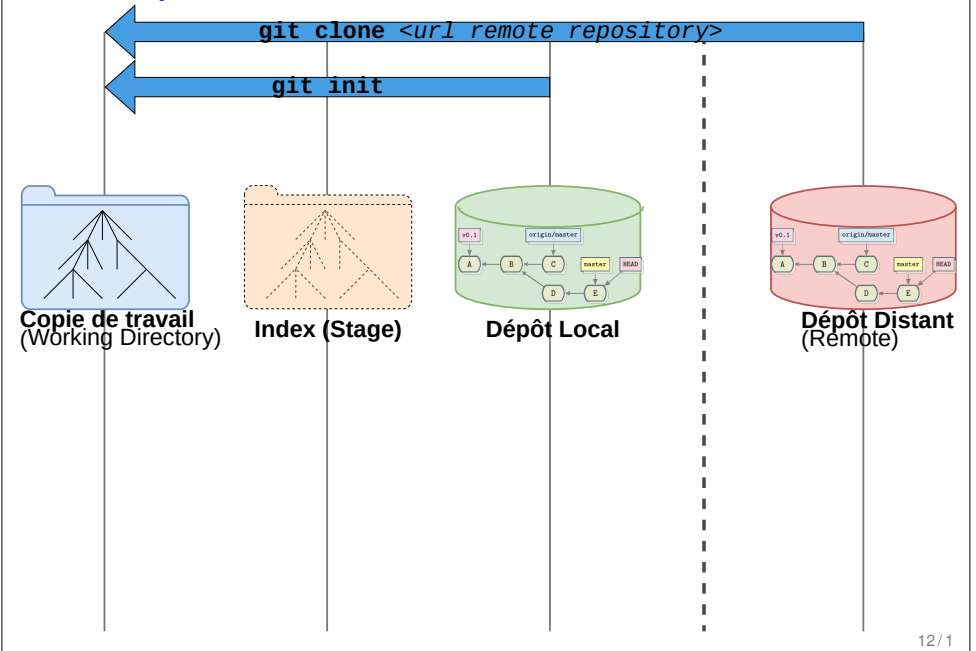 git clone <url remote repository>
git init
v0.1
origin/master
A
B
C
master
HEAD
D
E
v0.1
origin/master
A
B
C
master
HEAD
D
E
Copie de travail
(Working Directory)
Index (Stage)
Dépôt Local
Dépôt Distant
(Remote)
12/1